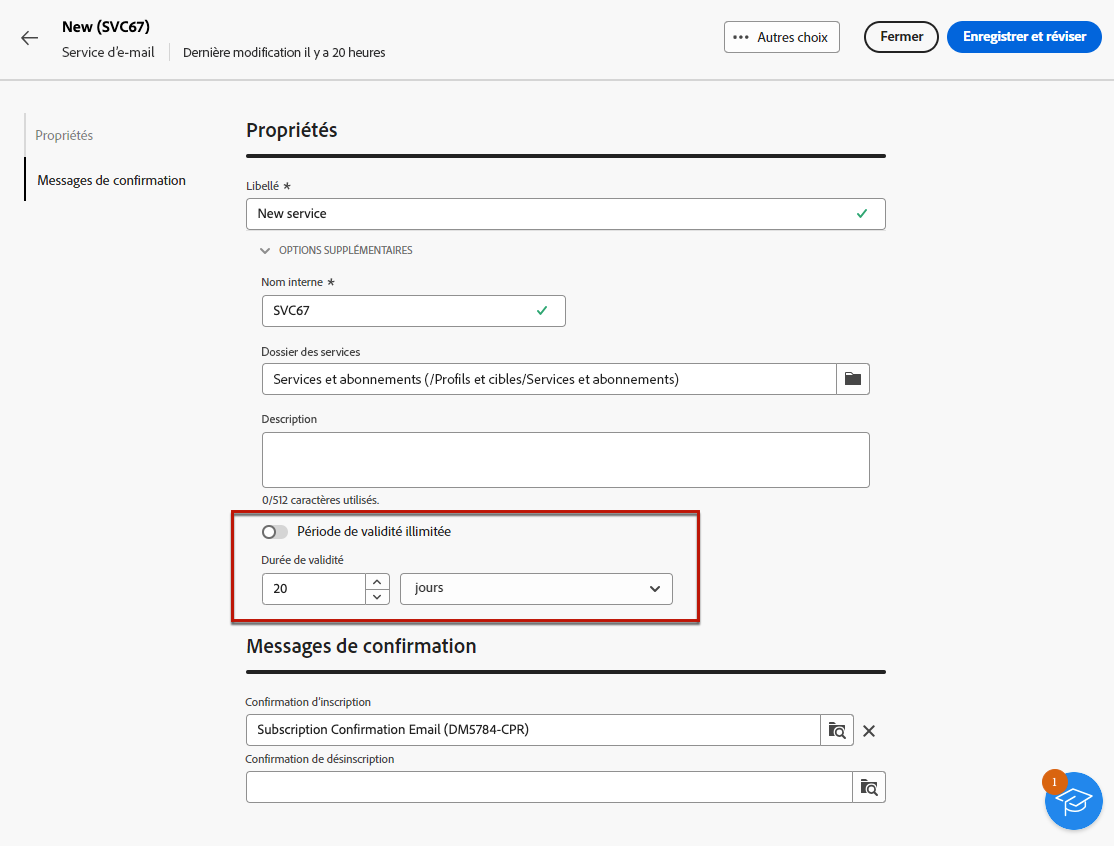 New (SVC67)
Service d'e-mail
Dernière modification il y a 20 heures
Autres choix
Fermer
Enregistrer et réviser
Propriétés
Messages de confirmation
Propriétés
Libellé *
New service
OPTIONS SUPPLÉMENTAIRES
Nom interne *
SVC67
Dossier des services
Services et abonnements (/Profils et cibles/Services et abonnements)
Description
0/512 caractères utilisés.
Période de validité illimitée
Durée de validité
20
jours
Messages de confirmation
Confirmation d'inscription
Subscription Confirmation Email (DM5784-CPR)
Confirmation de désinscription
1